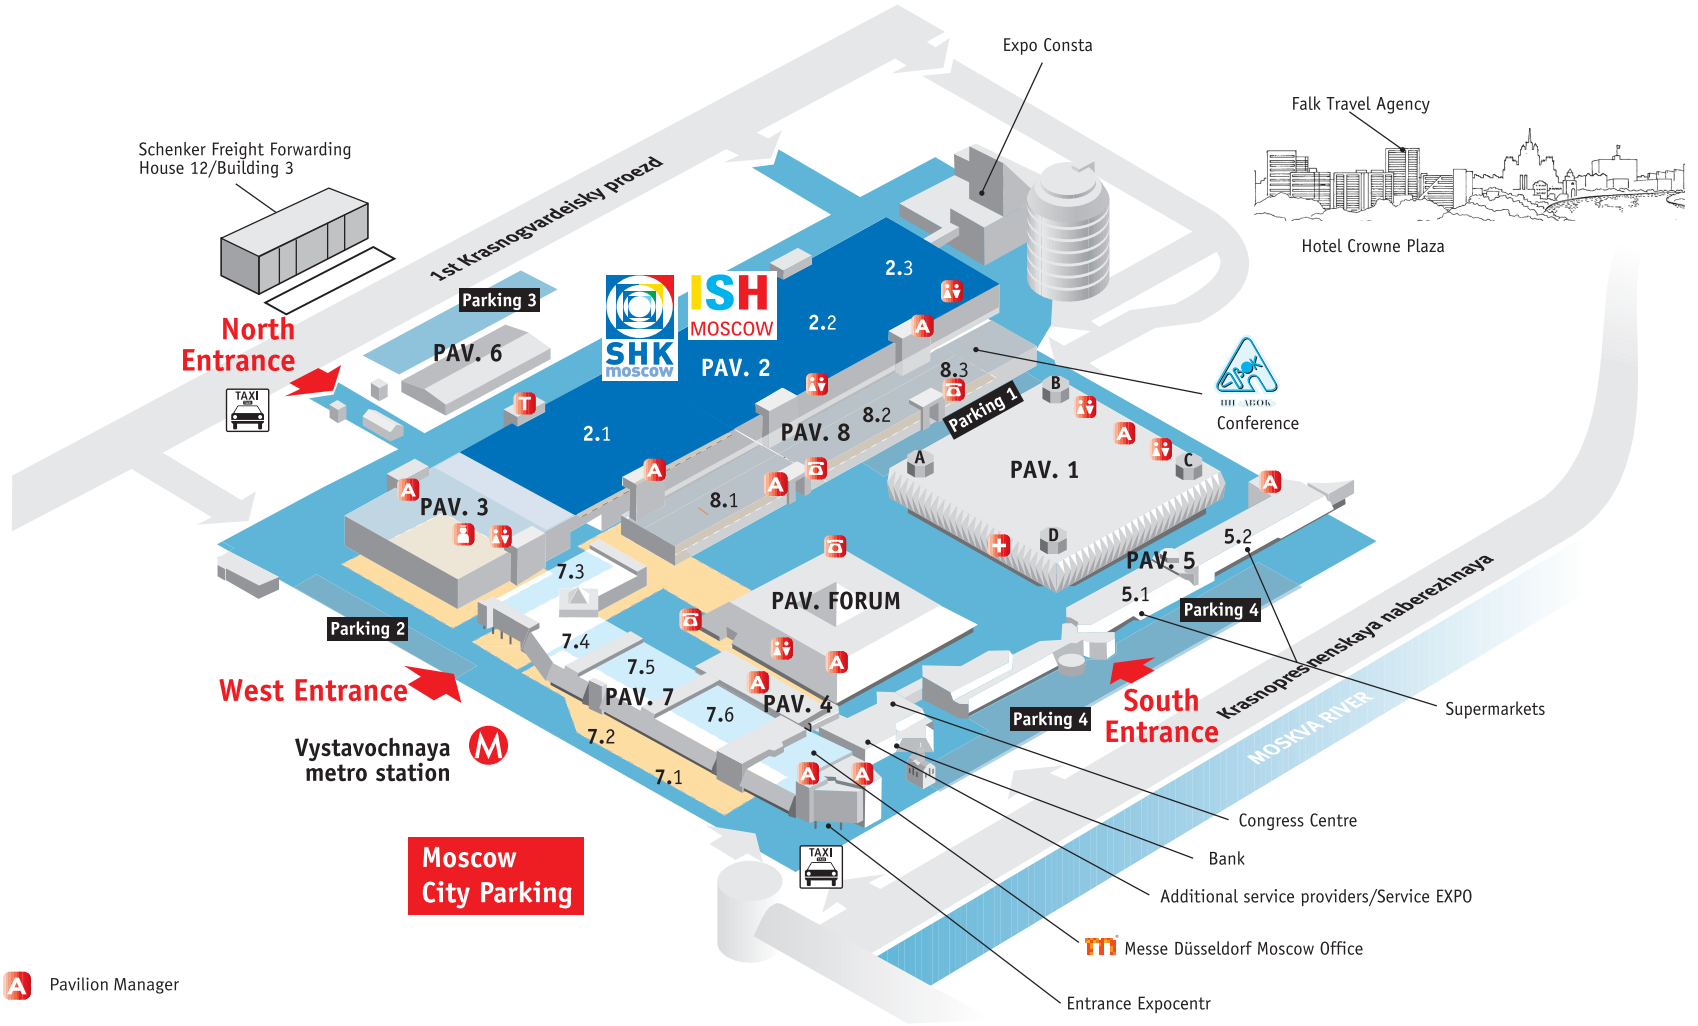 Expo Consta
Falk Travel Agency
Hotel Crowne Plaza
Schenker Freight Forwarding
House 12/Building 3
1st Krasnogvardeisky proezd
Parking 3
North
Entrance
TAXI
PAV. 6
T
SHK
moscow
ISH
MOSCOW
PAV. 2
2.3
2.2
2.1
A
A
A
PAV. 8
8.3
8.2
8.1
A
Parking 1
ABOK
Conference
PAV. 1
A
B
C
D
A
A
PAV. 3
PAV. 5
5.2
5.1
Parking 4
Parking 4
PAV. FORUM
A
7.3
7.4
7.5
7.6
7.2
7.1
PAV. 7
PAV. 4
A
A
A
Parking 2
West Entrance
Vystavochnaya
metro station
M
South
Entrance
Krasnopresnenskaya naberezhnaya
MOSKVA RIVER
Supermarkets
Congress Centre
Bank
Additional service providers/Service EXPO
m Messe Düsseldorf Moscow Office
Entrance Expocentr
TAXI
Moscow
City Parking
A Pavilion Manager